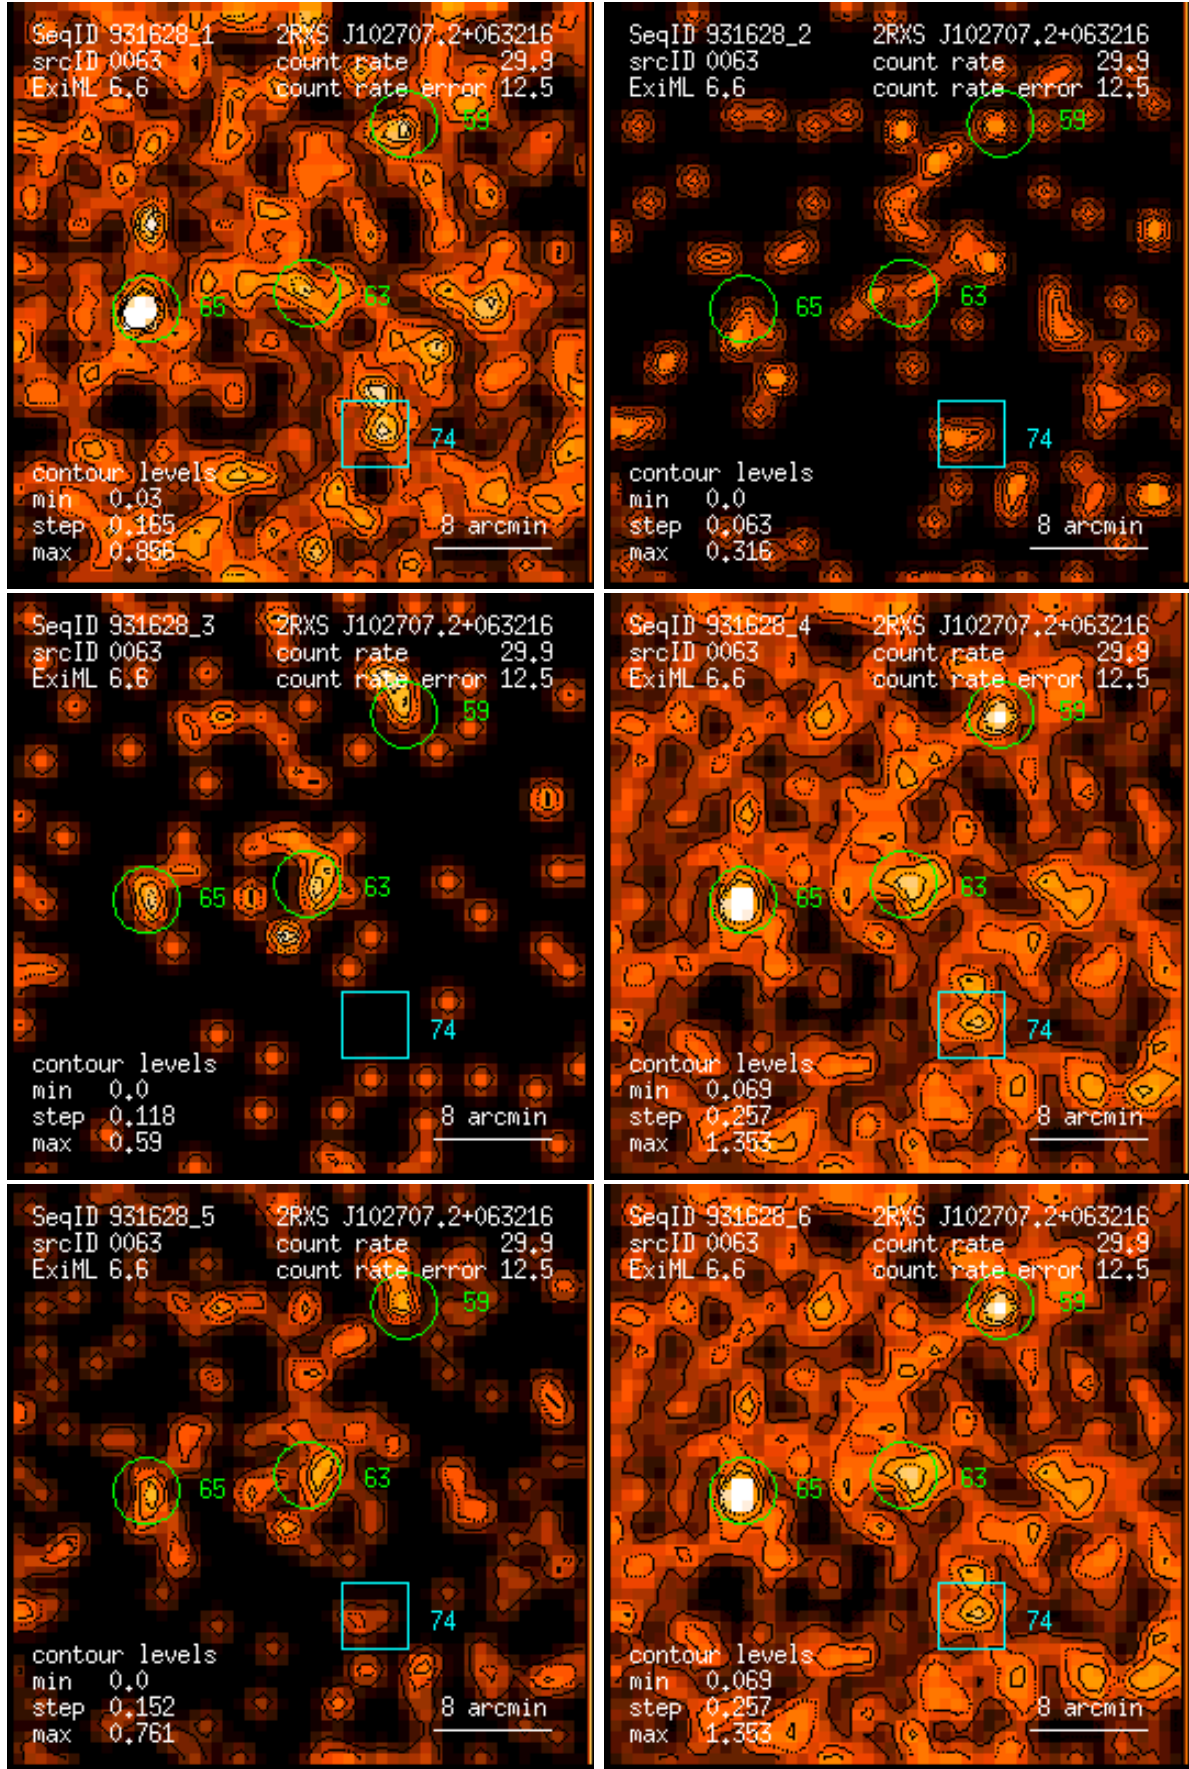 SeqID 931628_1 2RXS J102707.2+063216
srcID 0063 count rate 29.9
ExiML 6.6 count rate error 12.5
59
65
63
74
contour levels
min 0.03
step 0.165
max 0.856
8 arcmin
SeqID 931628_2 2RXS J102707.2+063216
srcID 0063 count rate 29.9
ExiML 6.6 count rate error 12.5
59
65
63
74
contour levels
min 0.0
step 0.063
max 0.316
8 arcmin
SeqID 931628_3 2RXS J102707.2+063216
srcID 0063 count rate 29.9
ExiML 6.6 count rate error 12.5
59
65
63
74
contour levels
min 0.0
step 0.118
max 0.59
8 arcmin
SeqID 931628_4 2RXS J102707.2+063216
srcID 0063 count rate 29.9
ExiML 6.6 count rate error 12.5
59
65
63
74
contour levels
min 0.069
step 0.257
max 1.353
8 arcmin
SeqID 931628_5 2RXS J102707.2+063216
srcID 0063 count rate 29.9
ExiML 6.6 count rate error 12.5
59
65
63
74
contour levels
min 0.0
step 0.152
max 0.761
8 arcmin
SeqID 931628_6 2RXS J102707.2+063216
srcID 0063 count rate 29.9
ExiML 6.6 count rate error 12.5
59
65
63
74
contour levels
min 0.069
step 0.257
max 1.353
8 arcmin